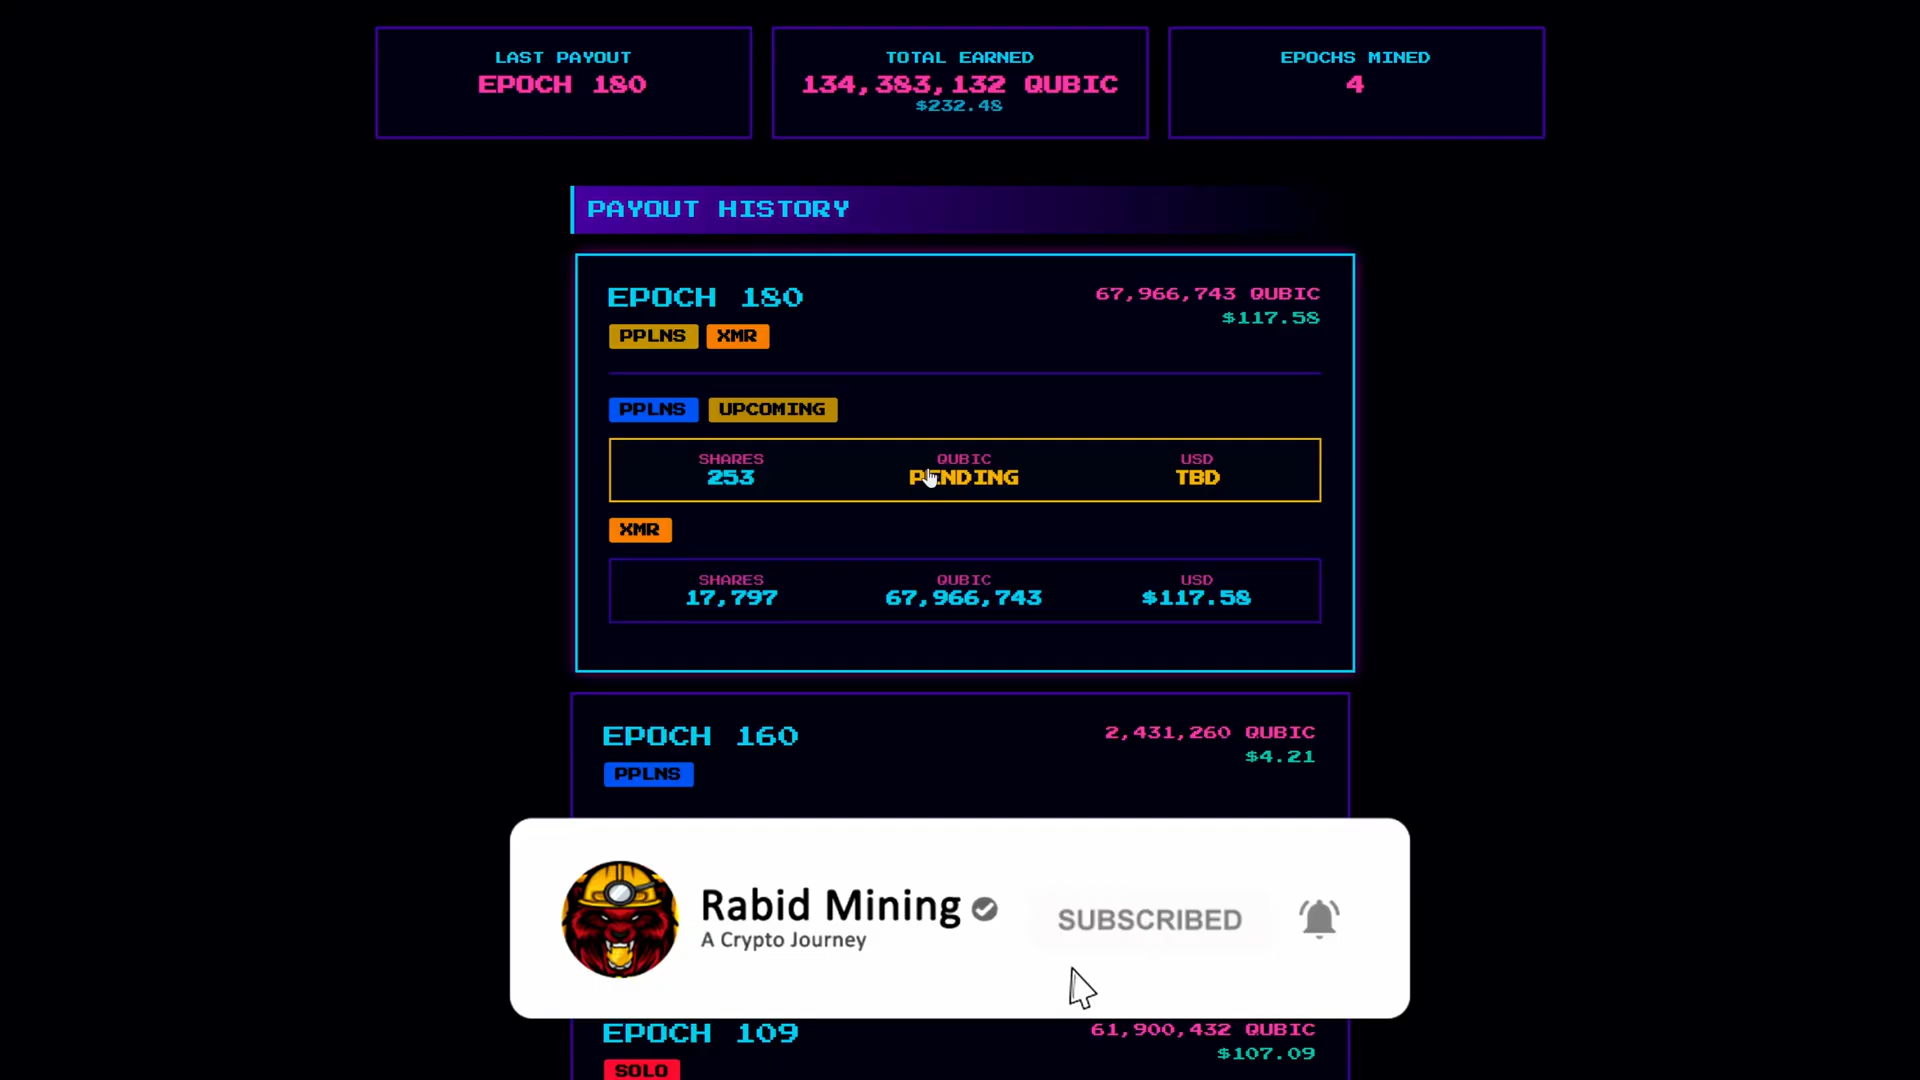 LAST PAYOUT
EPOCH 180
TOTAL EARNED
134,383,132 QUBIC
$232.48
EPOCHS MINED
4
PAYOUT HISTORY
EPOCH 180
67,966,743 QUBIC
$117.58
PPLNS XMR
PPLNS UPCOMING
SHARES QUBIC USD
253 PENDING TBD
XMR
SHARES QUBIC USD
17,797 67,966,743 $117.58
EPOCH 160
2,431,260 QUBIC
$4.21
PPLNS
Rabid Mining
A Crypto Journey
SUBSCRIBED
EPOCH 109
61,900,432 QUBIC
$107.09
SOLO